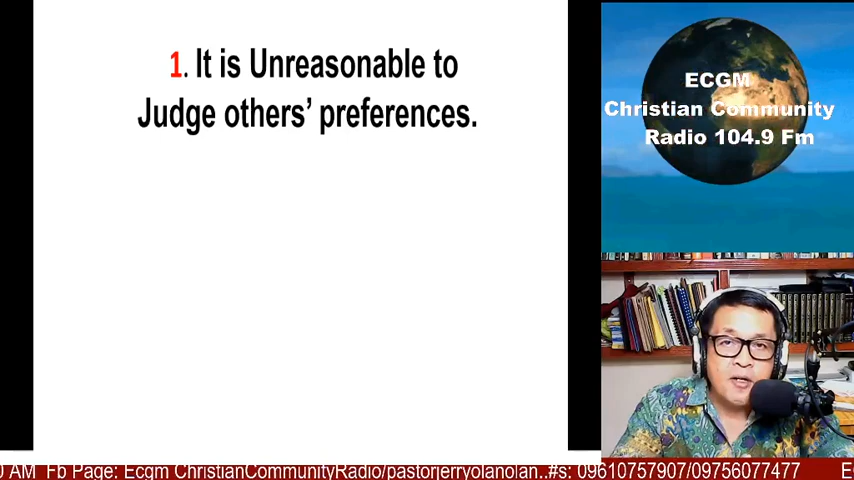 1. It is Unreasonable to
Judge others’ preferences.
ECGM
Christian Community
Radio 104.9 Fm
AM Fb Page: Ecgm ChristianCommunityRadio/pastorjerryolanolan..#s: 09610757907/09756077477